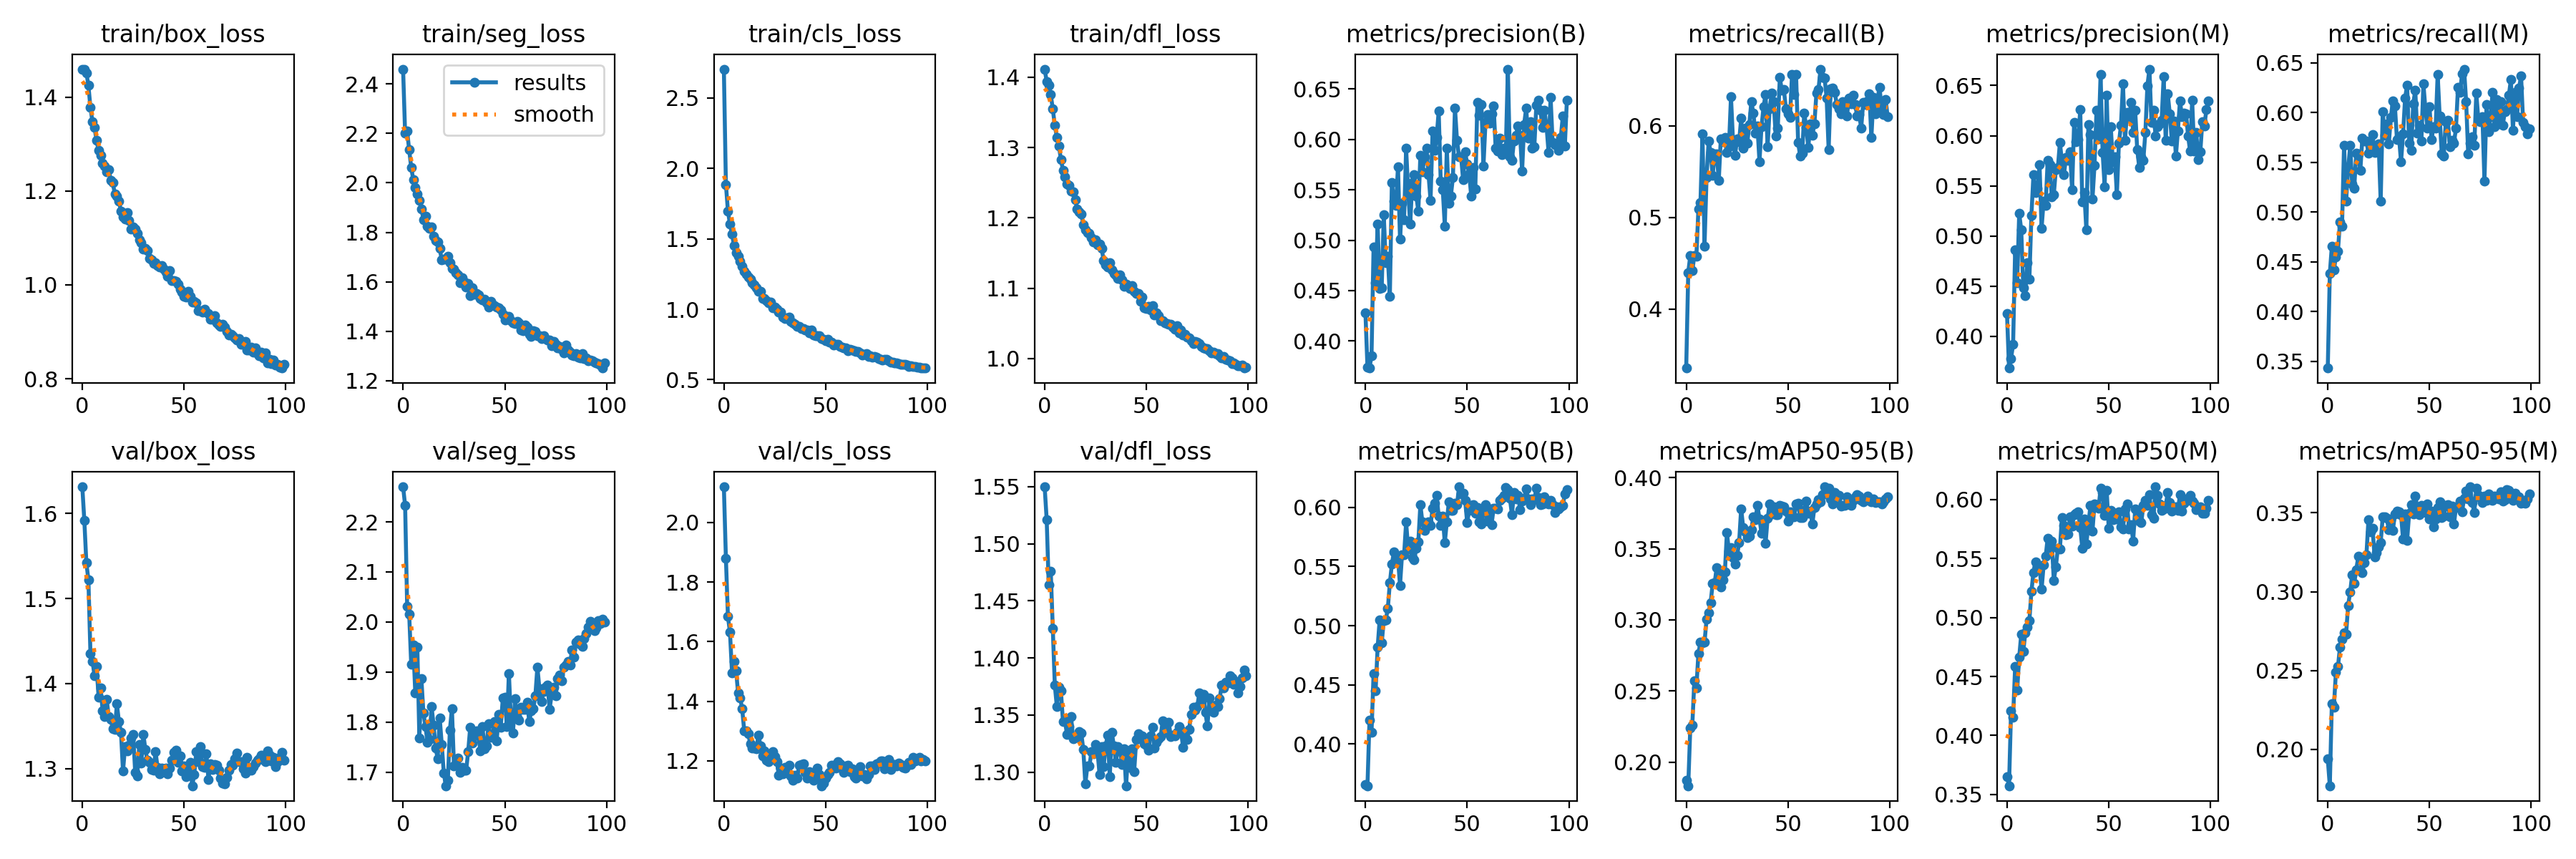 train/box_loss
train/seg_loss
train/cls_loss
train/dfl_loss
metrics/precision(B)
metrics/recall(B)
metrics/precision(M)
metrics/recall(M)
1.4
1.2
1.0
0.8
0 50 100
2.4
2.2
2.0
1.8
1.6
1.4
1.2
0 50 100
results
smooth
2.5
2.0
1.5
1.0
0.5
0 50 100
1.4
1.3
1.2
1.1
1.0
0 50 100
0.65
0.60
0.55
0.50
0.45
0.40
0 50 100
0.6
0.5
0.4
0 50 100
0.65
0.60
0.55
0.50
0.45
0.40
0 50 100
0.65
0.60
0.55
0.50
0.45
0.40
0.35
0 50 100
val/box_loss
val/seg_loss
val/cls_loss
val/dfl_loss
metrics/mAP50(B)
metrics/mAP50-95(B)
metrics/mAP50(M)
metrics/mAP50-95(M)
1.6
1.5
1.4
1.3
0 50 100
2.2
2.1
2.0
1.9
1.8
1.7
0 50 100
2.0
1.8
1.6
1.4
1.2
0 50 100
1.55
1.50
1.45
1.40
1.35
1.30
0 50 100
0.60
0.55
0.50
0.45
0.40
0 50 100
0.40
0.35
0.30
0.25
0.20
0 50 100
0.60
0.55
0.50
0.45
0.40
0.35
0 50 100
0.35
0.30
0.25
0.20
0 50 100